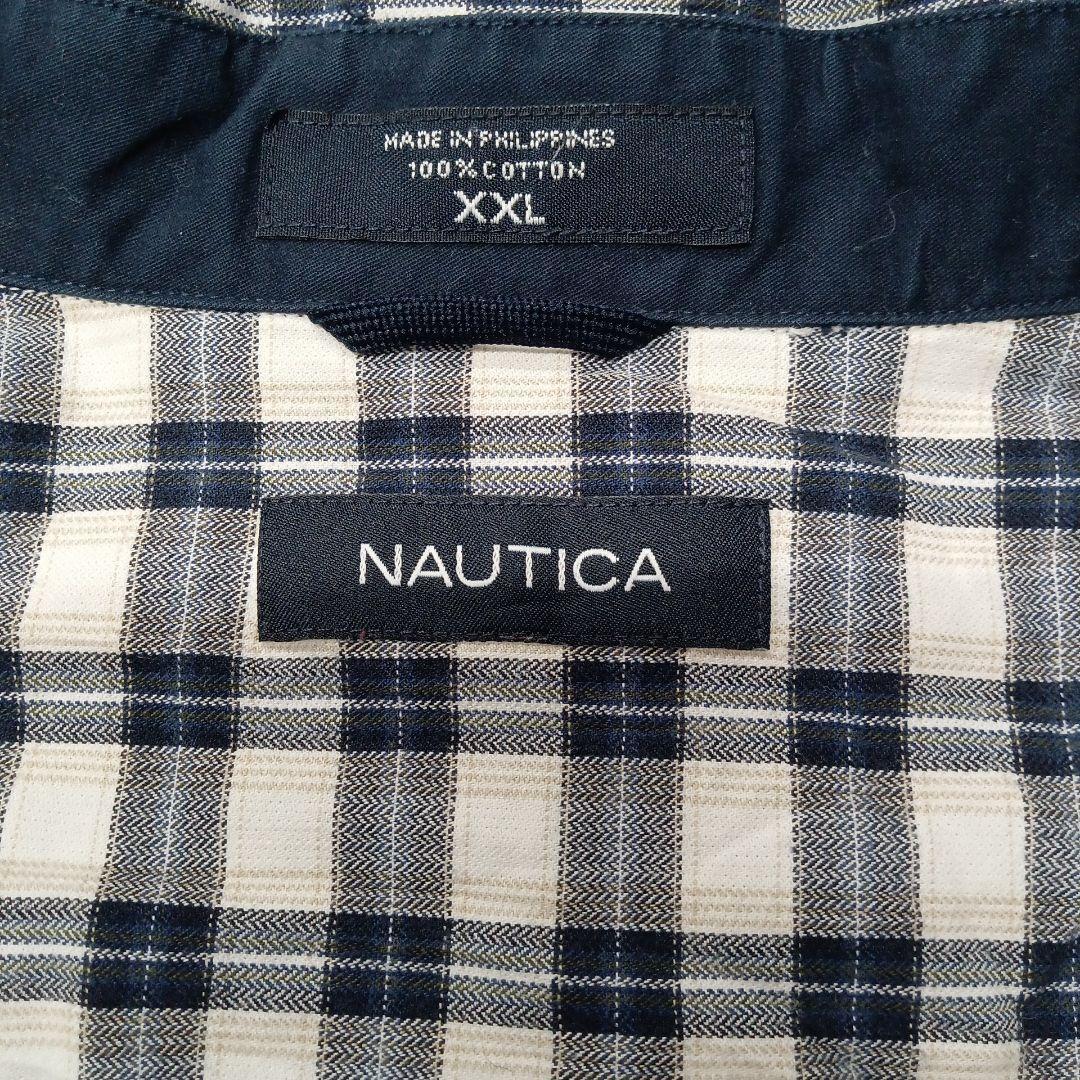 MADE IN PHILIPPINES
100% COTTON
XXL
NAUTICA